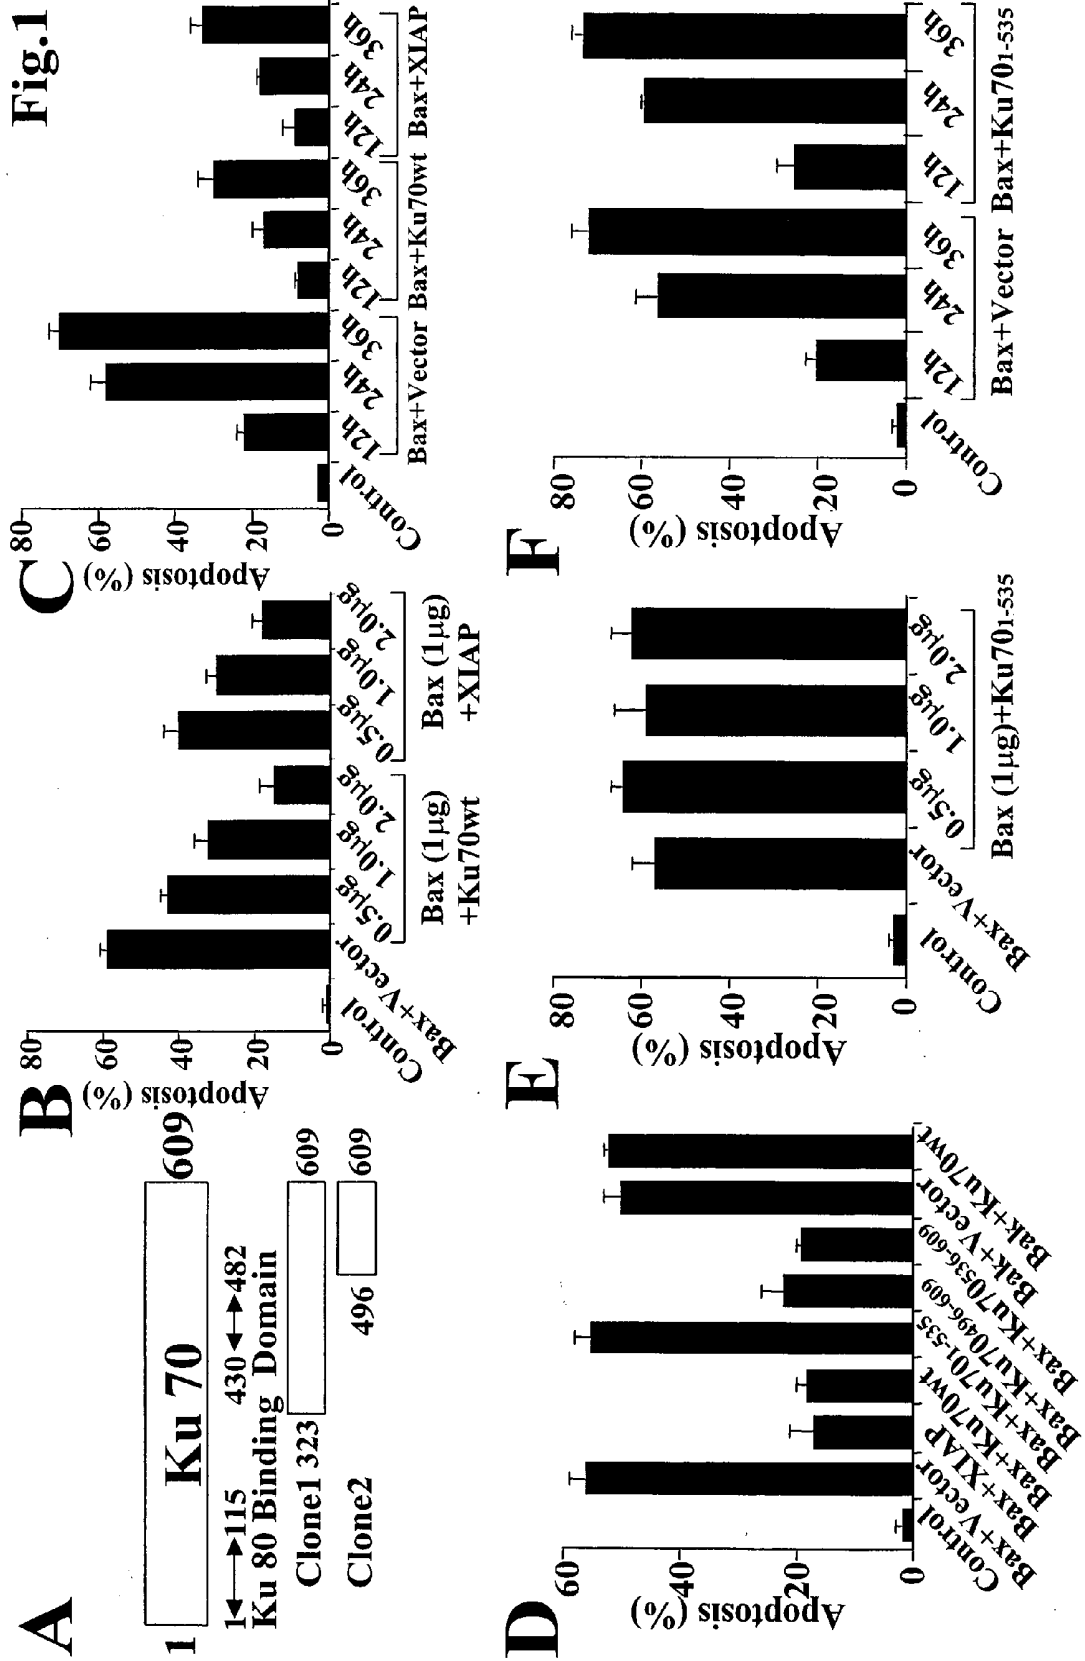 Fig.1
A
1
Ku 70
609
1 115 430 482
Ku 80 Binding Domain
Clone1 323 609
Clone2 496 609
B
Apoptosis (%)
80
60
40
20
0
Control
Bax+Vector
0.5µg
1.0µg
2.0µg
0.5µg
1.0µg
2.0µg
Bax (1µg)
+Ku70wt
Bax (1µg)
+XIAP
C
Apoptosis (%)
80
60
40
20
0
Control
12h
24h
36h
12h
24h
36h
12h
24h
36h
Bax+Vector
Bax+Ku70wt
Bax+XIAP
D
Apoptosis (%)
60
40
20
0
Control
Bax+Vector
Bax+XIAP
Bax+Ku70wt
Bax+Ku701-535
Bax+Ku70496-609
Bax+Ku70536-609
Bak+Vector
Bak+Ku70wt
E
Apoptosis (%)
80
60
40
20
0
Control
Bax+Vector
0.5µg
1.0µg
2.0µg
Bax (1µg)+Ku701-535
F
Apoptosis (%)
80
60
40
20
0
Control
12h
24h
36h
12h
24h
36h
Bax+Vector
Bax+Ku701-535